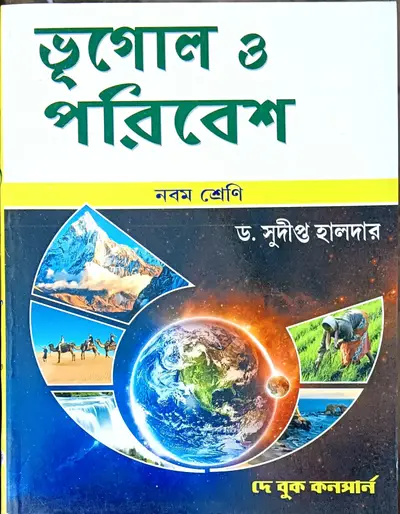 ভূগোল ও
পরিবেশ
নবম শ্রেণি
ড. সুদীপ্ত হালদার
দে বুক কনসার্ন